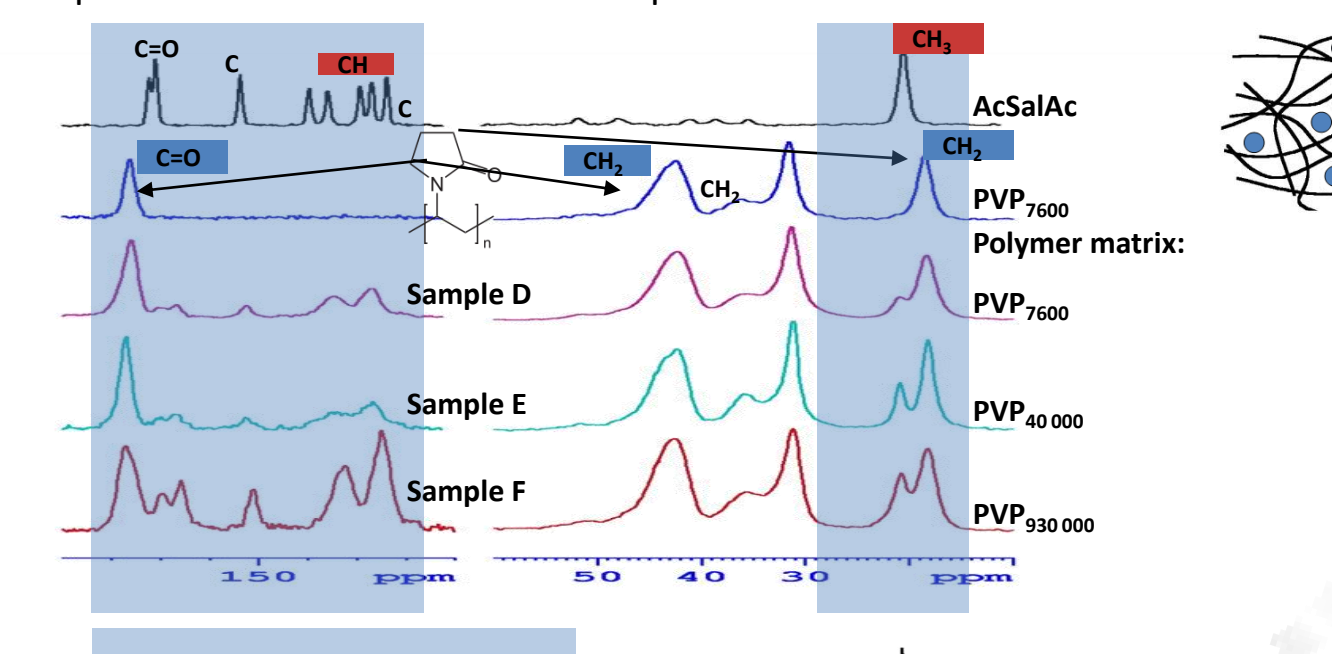 C=O
C
CH
C
CH₃
AcSalAc
C=O
CH₂
CH₂
CH₂
N
O
n
PVP₇₆₀₀
Polymer matrix:
Sample D
PVP₇₆₀₀
Sample E
PVP₄₀ ₀₀₀
Sample F
PVP₉₃₀ ₀₀₀
150 ppm 50 40 30 ppm